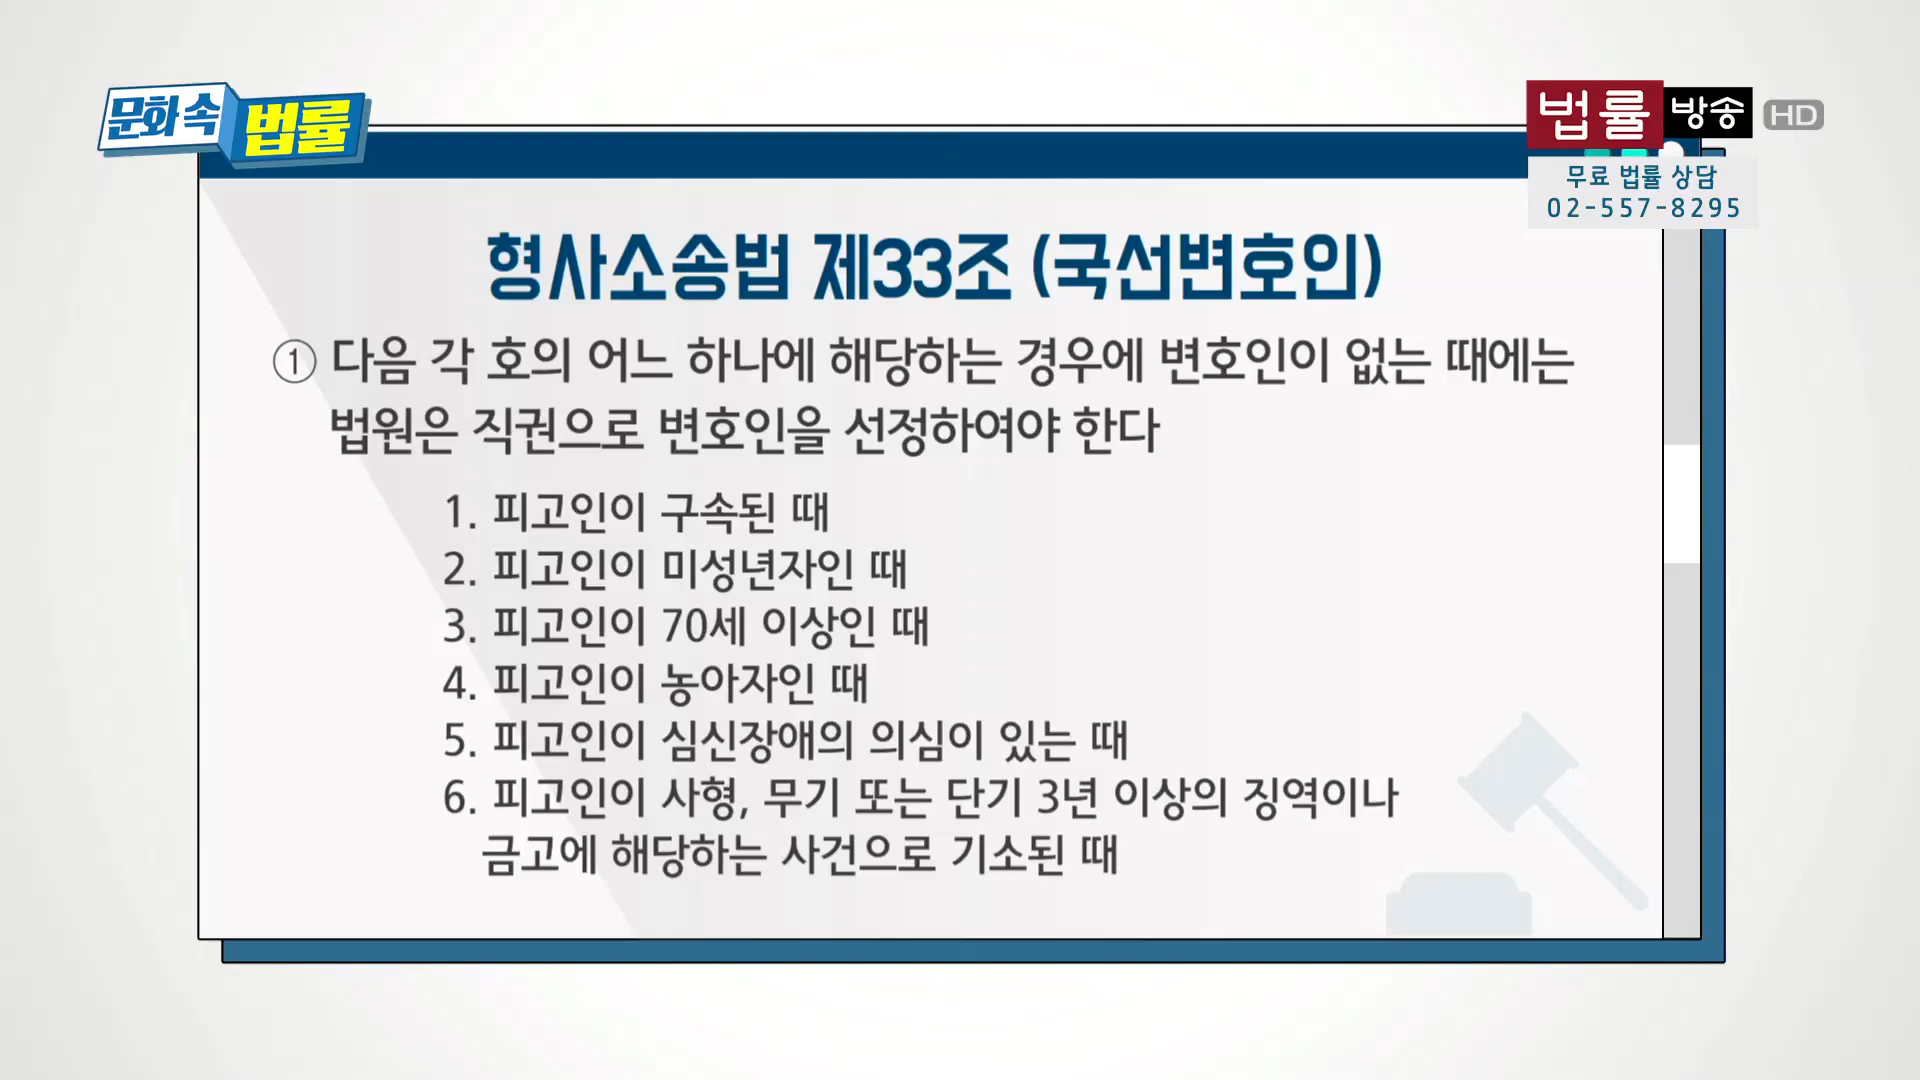 문화 속 법률
법률방송 HD
무료 법률 상담
02-557-8295
형사소송법 제33조 (국선변호인)
① 다음 각 호의 어느 하나에 해당하는 경우에 변호인이 없는 때에는
법원은 직권으로 변호인을 선정하여야 한다
1. 피고인이 구속된 때
2. 피고인이 미성년자인 때
3. 피고인이 70세 이상인 때
4. 피고인이 농아자인 때
5. 피고인이 심신장애의 의심이 있는 때
6. 피고인이 사형, 무기 또는 단기 3년 이상의 징역이나
금고에 해당하는 사건으로 기소된 때